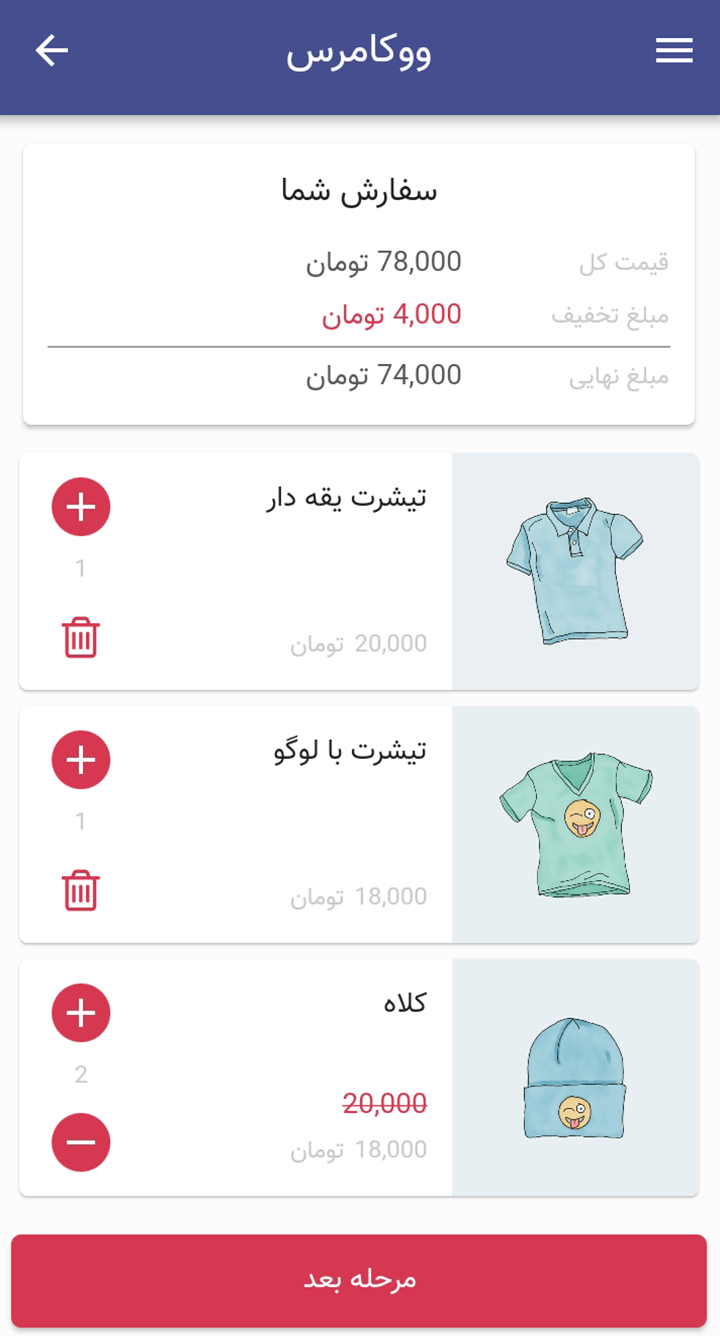 ووکامرس
سفارش شما
قیمت کل 78,000 تومان
مبلغ تخفیف 4,000 تومان
مبلغ نهایی 74,000 تومان
تیشرت یقه دار
1
20,000 تومان
تیشرت با لوگو
1
18,000 تومان
کلاه
2
20,000
18,000 تومان
مرحله بعد